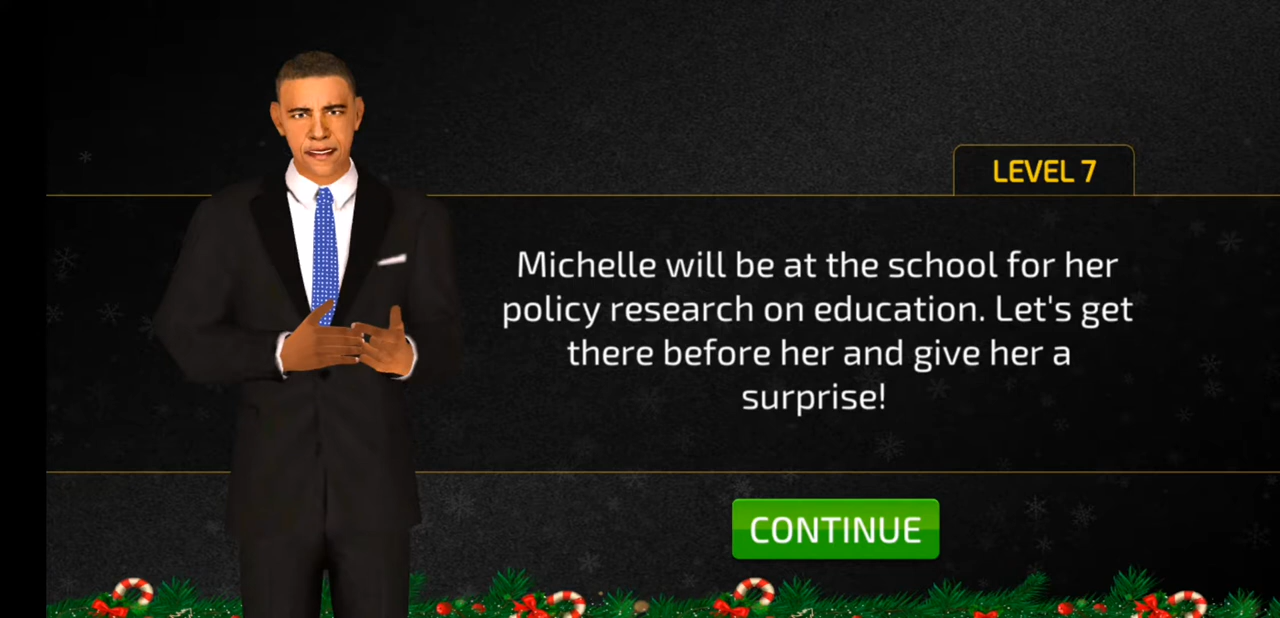 LEVEL 7
Michelle will be at the school for her
policy research on education. Let's get
there before her and give her a
surprise!
CONTINUE